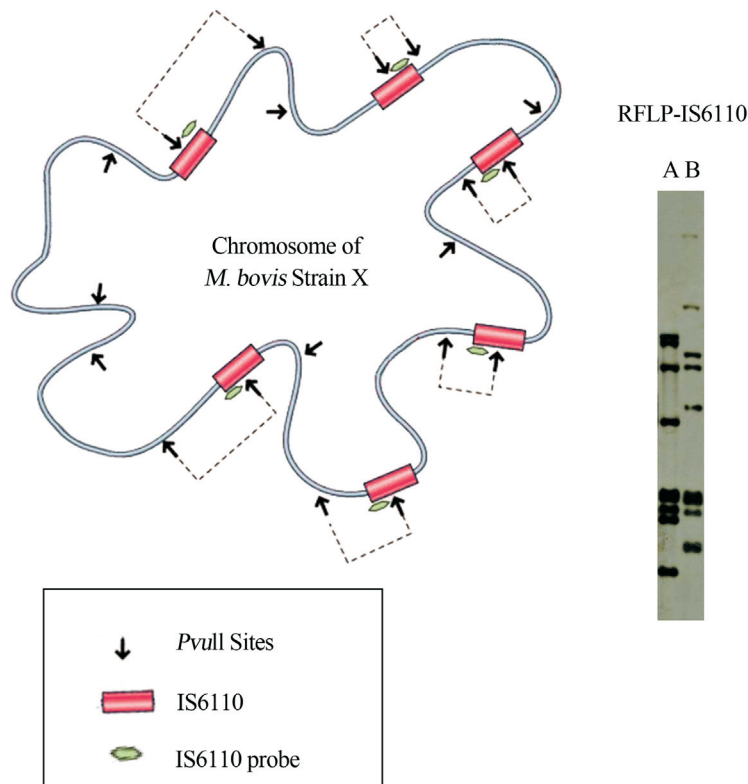 RFLP-IS6110
A B
Chromosome of
M. bovis Strain X
PvuII Sites
IS6110
IS6110 probe